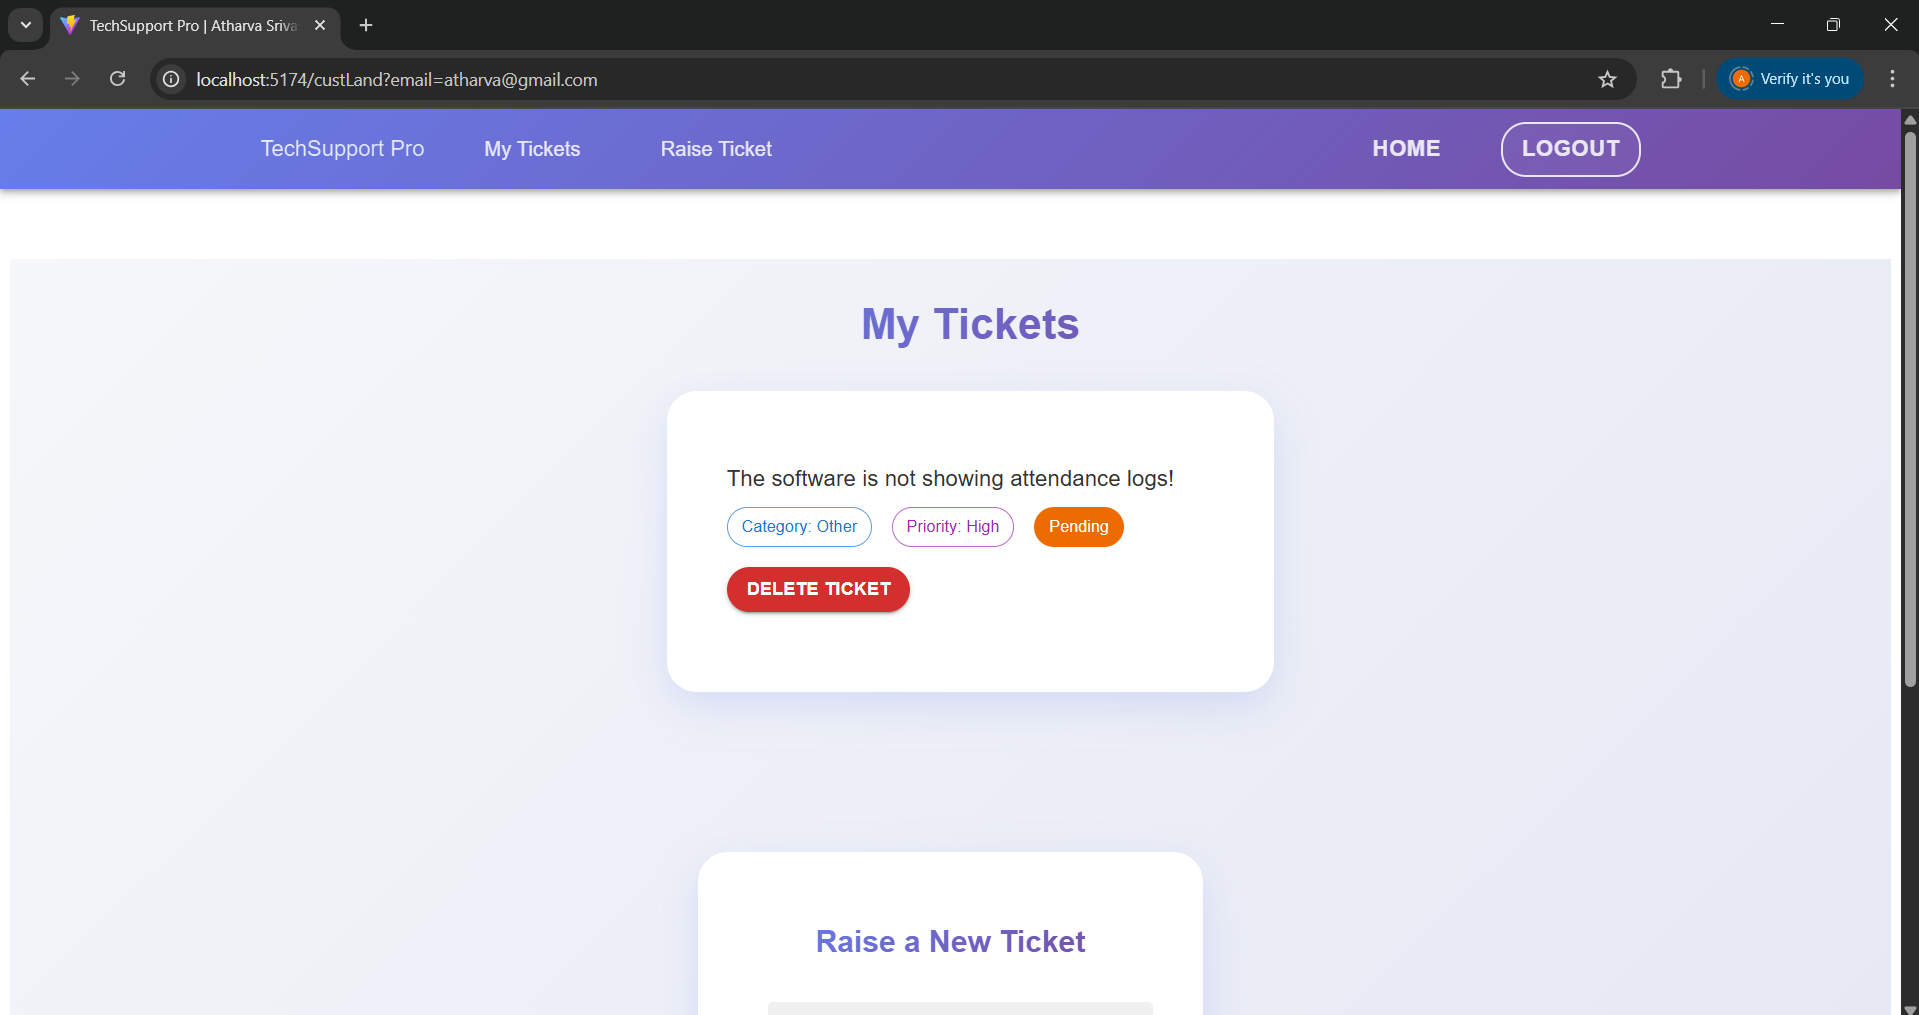 TechSupport Pro | Atharva Sriva
localhost:5174/custLand?email=atharva@gmail.com
A
Verify it's you
TechSupport Pro
My Tickets
Raise Ticket
HOME
LOGOUT
My Tickets
The software is not showing attendance logs!
Category: Other
Priority: High
Pending
DELETE TICKET
Raise a New Ticket